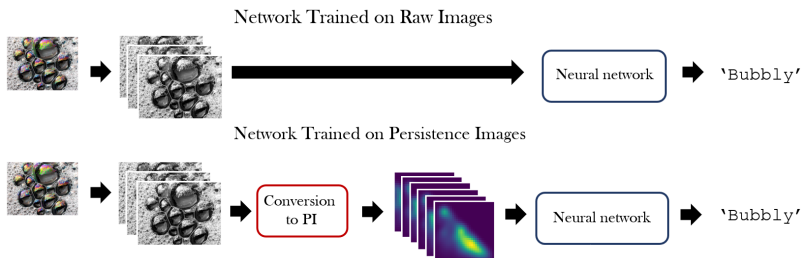 Network Trained on Raw Images
Neural network
‘Bubbly’
Network Trained on Persistence Images
Conversion
to PI
Neural network
‘Bubbly’